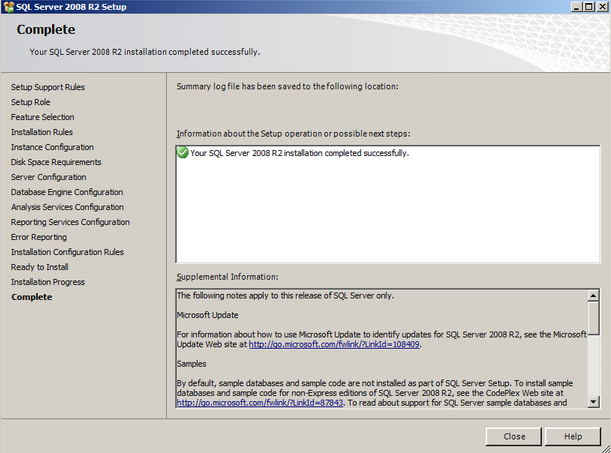 SQL Server 2008 R2 Setup
Complete
Your SQL Server 2008 R2 installation completed successfully.
Setup Support Rules
Setup Role
Feature Selection
Installation Rules
Instance Configuration
Disk Space Requirements
Server Configuration
Database Engine Configuration
Analysis Services Configuration
Reporting Services Configuration
Error Reporting
Installation Configuration Rules
Ready to Install
Installation Progress
Complete
Summary log file has been saved to the following location:
Information about the Setup operation or possible next steps:
Your SQL Server 2008 R2 installation completed successfully.
Supplemental Information:
The following notes apply to this release of SQL Server only.
Microsoft Update
For information about how to use Microsoft Update to identify updates for SQL Server 2008 R2, see the Microsoft
Update Web site at http://go.microsoft.com/fwlink/?LinkId=108409.
Samples
By default, sample databases and sample code are not installed as part of SQL Server Setup. To install sample
databases and sample code for non-Express editions of SQL Server 2008 R2, see the CodePlex Web site at
http://go.microsoft.com/fwlink/?LinkId=87843. To read about support for SQL Server sample databases and
Close
Help